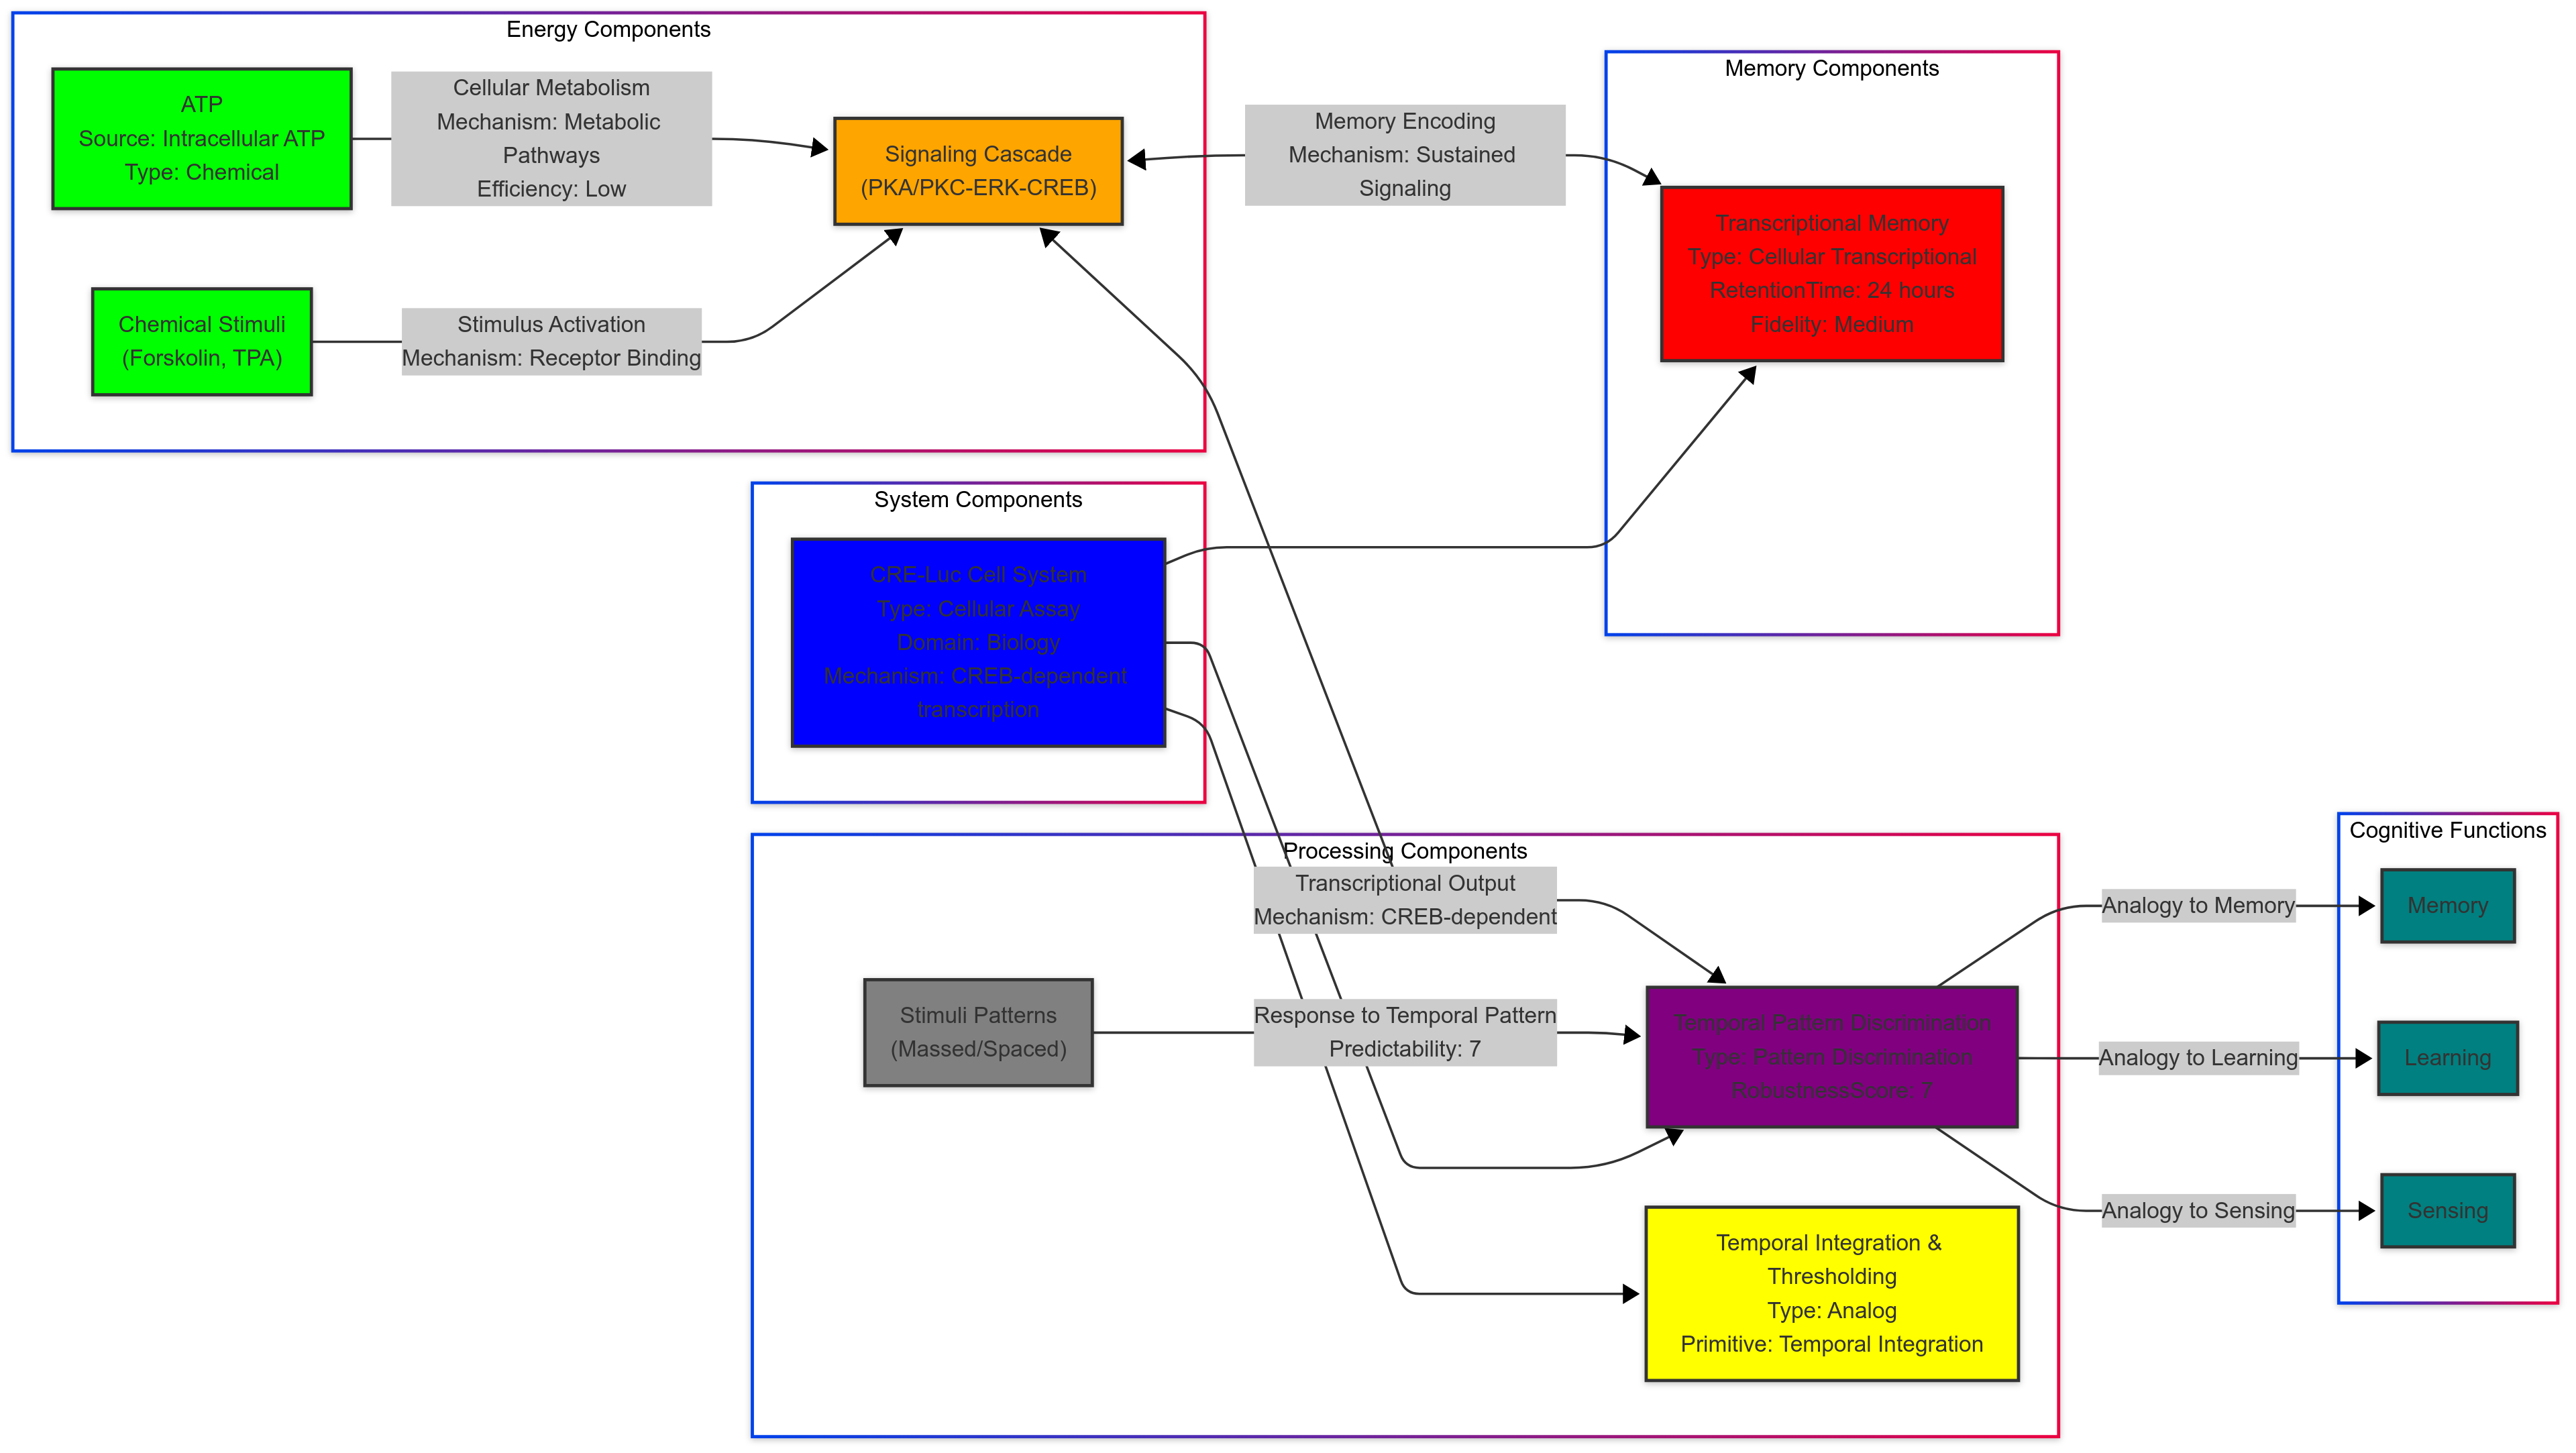 Energy Components
ATP
Source: Intracellular ATP
Type: Chemical
Cellular Metabolism
Mechanism: Metabolic
Pathways
Efficiency: Low
Signaling Cascade
(PKA/PKC-ERK-CREB)
Chemical Stimuli
(Forskolin, TPA)
Stimulus Activation
Mechanism: Receptor Binding
Memory Encoding
Mechanism: Sustained
Signaling
Memory Components
Transcriptional Memory
Type: Cellular Transcriptional
RetentionTime: 24 hours
Fidelity: Medium
System Components
CRE-Luc Cell System
Type: Cellular Assay
Domain: Biology
Mechanism: CREB-dependent
transcription
Processing Components
Transcriptional Output
Mechanism: CREB-dependent
Stimuli Patterns
(Massed/Spaced)
Response to Temporal Pattern
Predictability: 7
Temporal Pattern Discrimination
Type: Pattern Discrimination
RobustnessScore: 7
Temporal Integration &
Thresholding
Type: Analog
Primitive: Temporal Integration
Analogy to Memory
Analogy to Learning
Analogy to Sensing
Cognitive Functions
Memory
Learning
Sensing